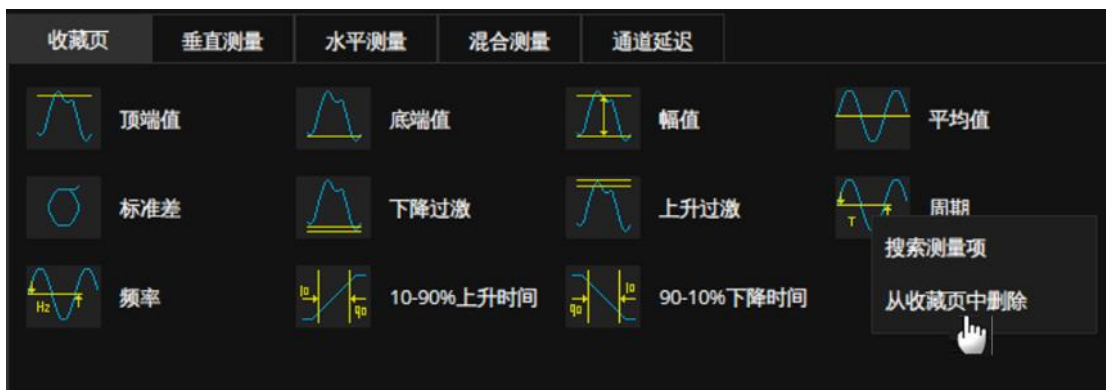 收藏页 垂直测量 水平测量 混合测量 通道延迟
顶端值 底端值 幅值 平均值
标准差 下降过激 上升过激 T 周期
搜索测量项
Hz 频率 10-90%上升时间 90-10%下降时间
从收藏页中删除